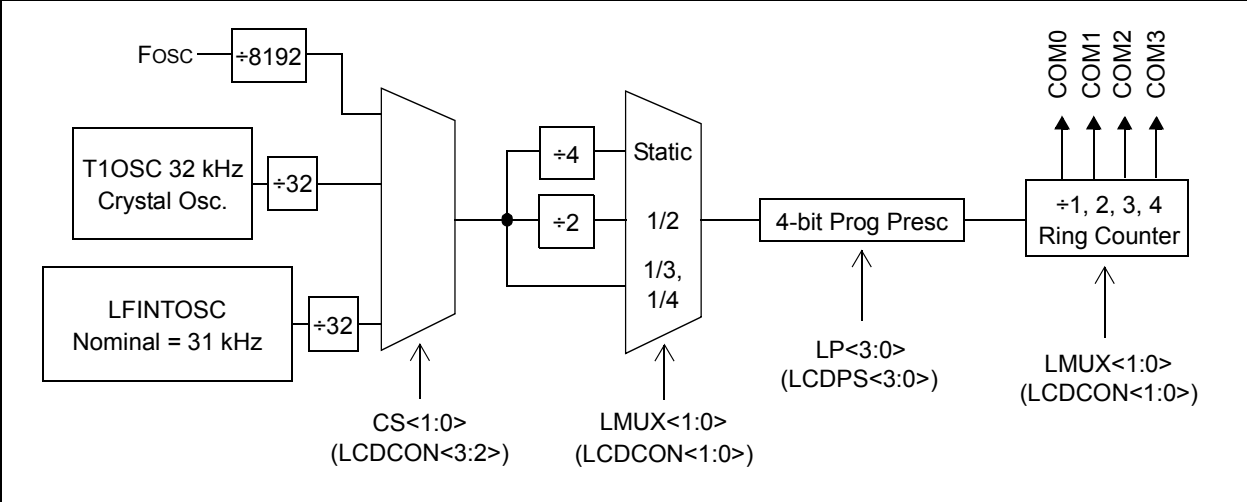 FOSC
÷8192
T1OSC 32 kHz
Crystal Osc.
÷32
LFINTOSC
Nominal = 31 kHz
÷32
CS<1:0>
(LCDCON<3:2>)
÷4
÷2
Static
1/2
1/3,
1/4
LMUX<1:0>
(LCDCON<1:0>)
4-bit Prog Presc
LP<3:0>
(LCDPS<3:0>)
COM0
COM1
COM2
COM3
÷1, 2, 3, 4
Ring Counter
LMUX<1:0>
(LCDCON<1:0>)